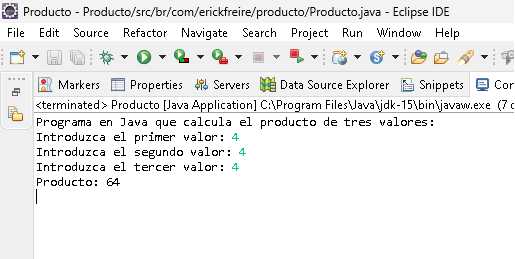 Producto - Producto/src/br/com/erickfreire/producto/Producto.java - Eclipse IDE
File Edit Source Refactor Navigate Search Project Run Window Help
Markers Properties Servers Data Source Explorer Snippets
<terminated> Producto [Java Application] C:\Program Files\Java\jdk-15\bin\javaw.exe (7 d
Programa en Java que calcula el producto de tres valores:
Introduzca el primer valor: 4
Introduzca el segundo valor: 4
Introduzca el tercer valor: 4
Producto: 64